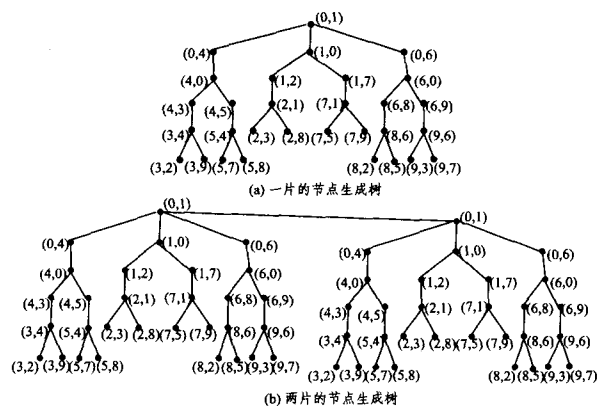 (0,1)
(0,4) (1,0) (0,6)
(4,0) (1,2) (1,7) (6,0)
(4,3) (4,5) (2,1) (7,1) (6,8) (6,9)
(3,4) (5,4) (2,3) (2,8) (7,5) (7,9) (8,6) (9,6)
(3,2) (3,9) (5,7) (5,8) (8,2) (8,5) (9,3) (9,7)
(a) 一片的节点生成树
(0,1) (0,1)
(0,4) (1,0) (0,6) (0,4) (1,0) (0,6)
(4,0) (1,2) (1,7) (6,0) (4,0) (1,2) (1,7) (6,0)
(4,3) (4,5) (2,1) (7,1) (6,8) (6,9) (4,3) (4,5) (2,1) (7,1) (6,8) (6,9)
(3,4) (5,4) (2,3) (2,8) (7,5) (7,9) (8,6) (9,6) (3,4) (5,4) (2,3) (2,8) (7,5) (7,9) (8,6) (9,6)
(3,2) (3,9) (5,7) (5,8) (8,2) (8,5) (9,3) (9,7) (3,2) (3,9) (5,7) (5,8) (8,2) (8,5) (9,3) (9,7)
(b) 两片的节点生成树